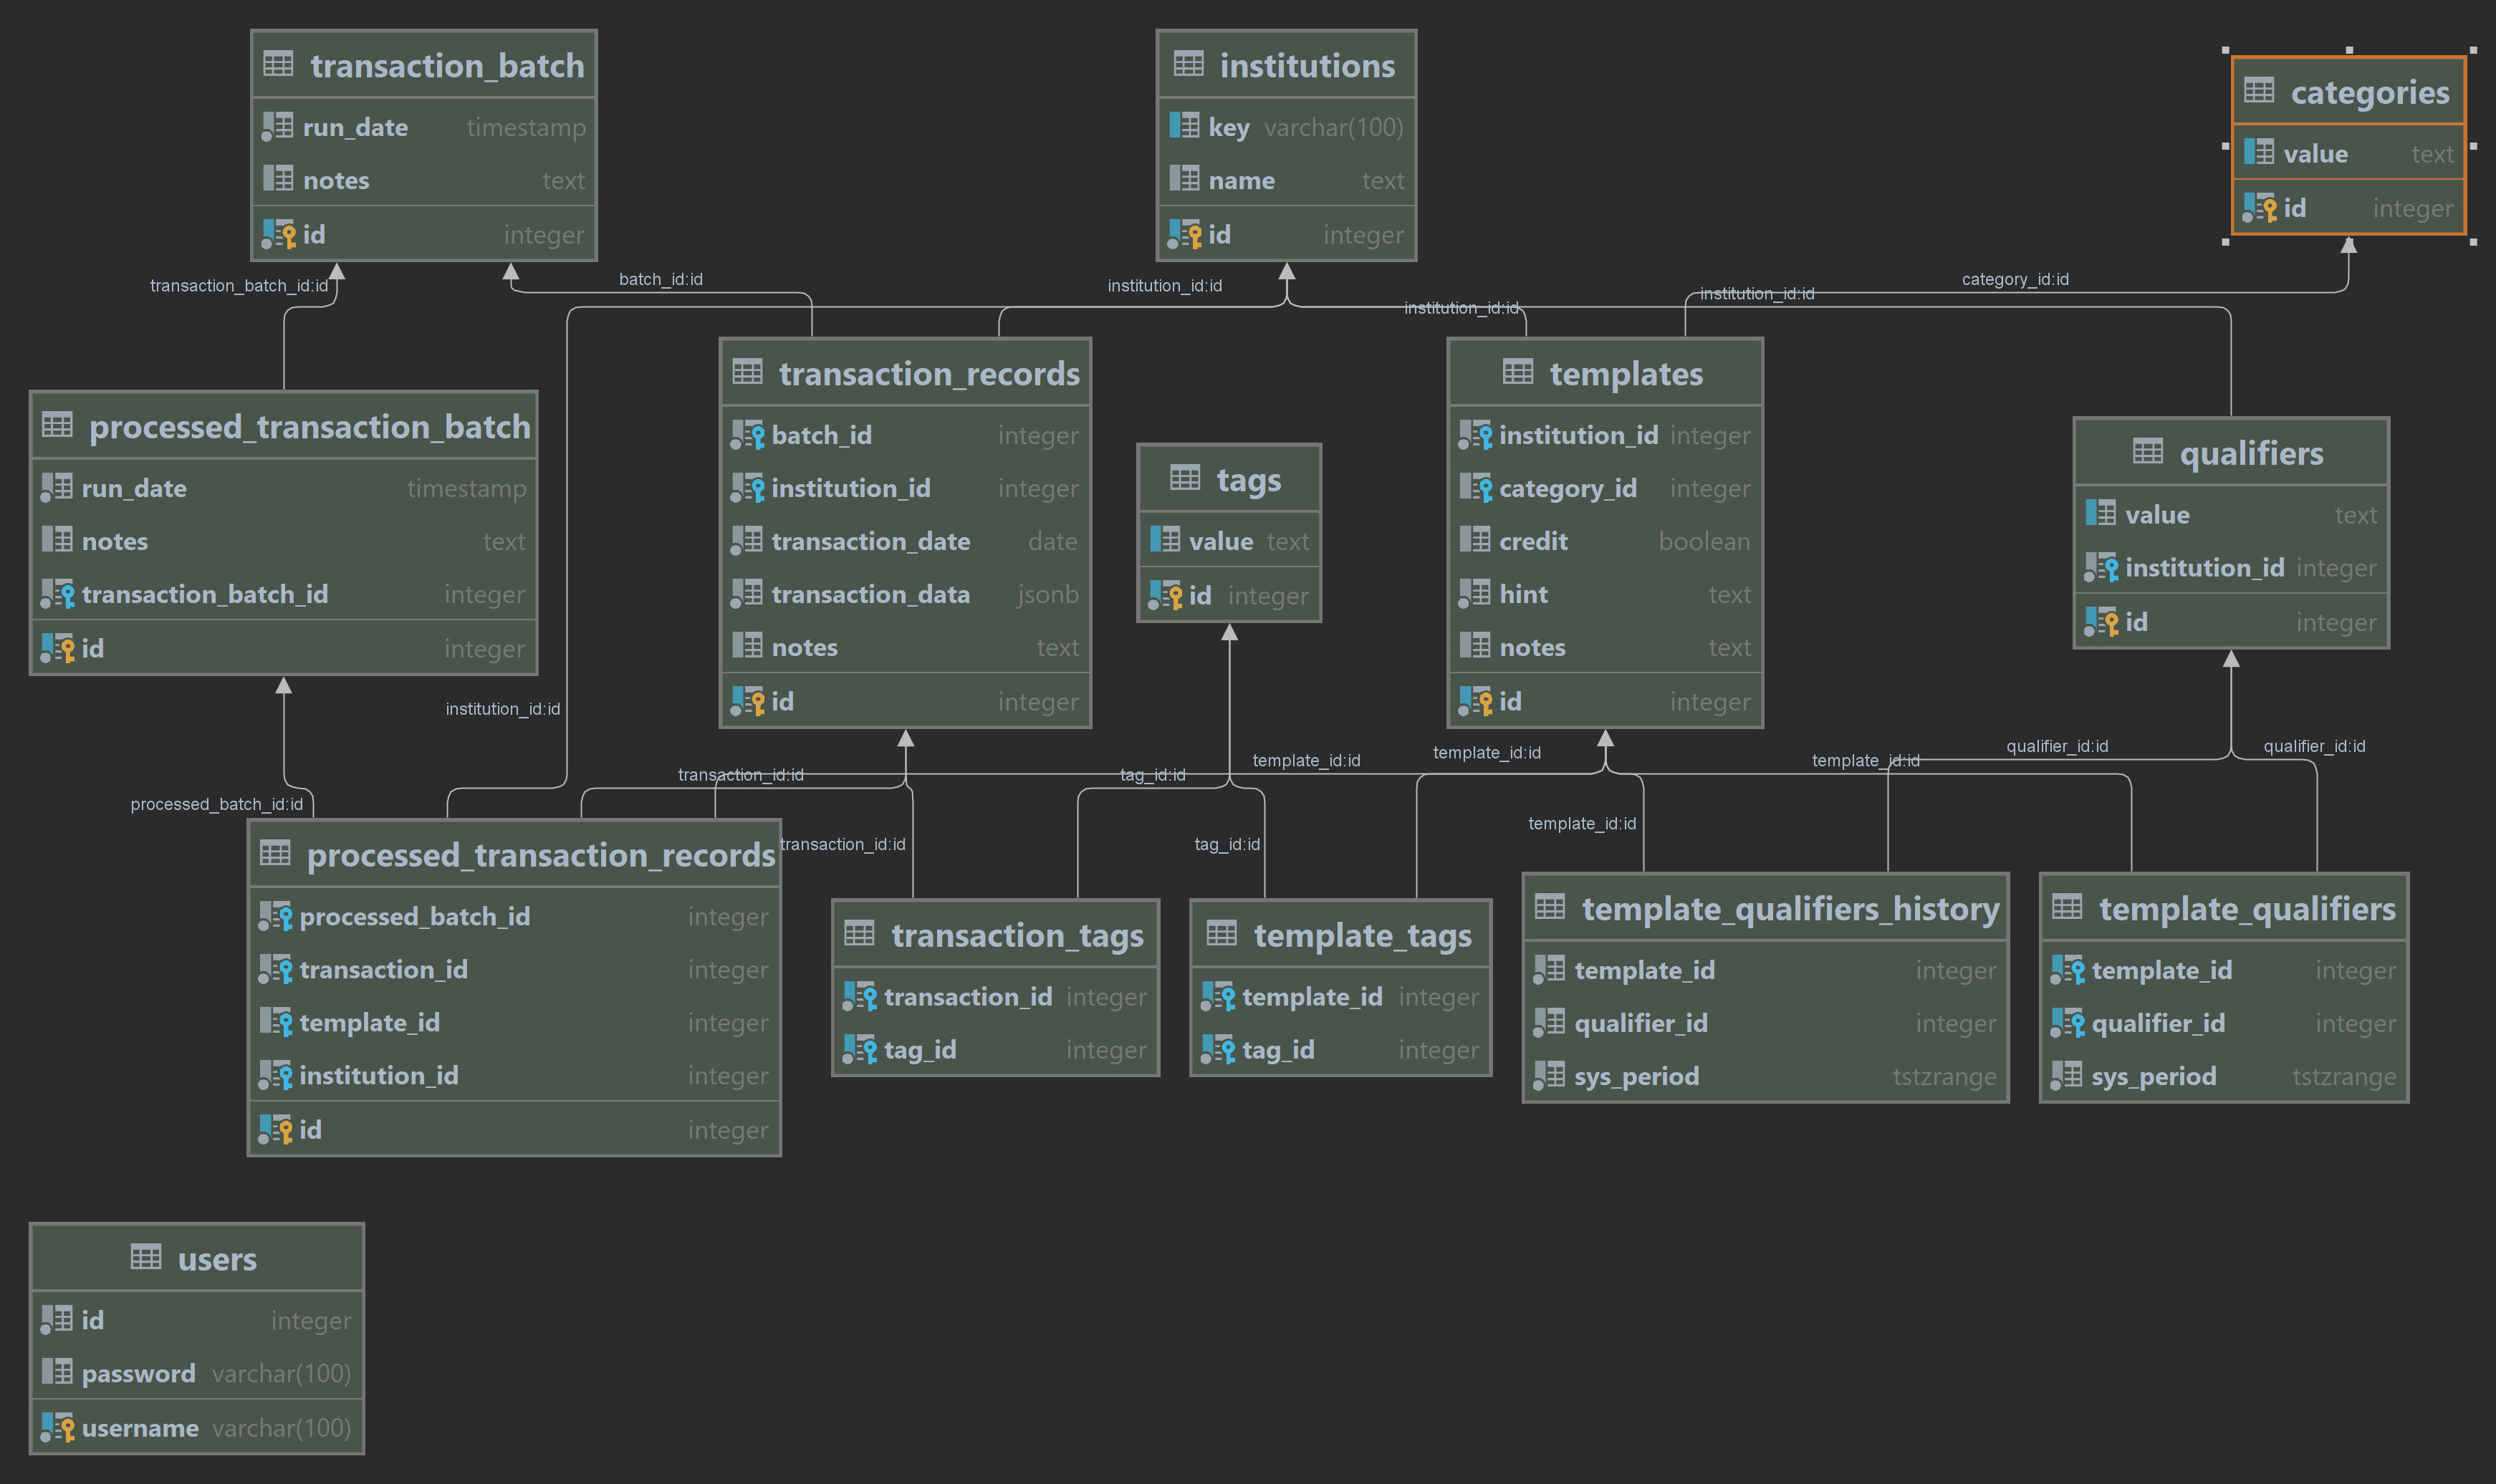 transaction_batch
run_date timestamp
notes text
id integer
institutions
key varchar(100)
name text
id integer
categories
value text
id integer
transaction_batch_id:id
batch_id:id
institution_id:id
institution_id:id
institution_id:id
category_id:id
processed_transaction_batch
run_date timestamp
notes text
transaction_batch_id integer
id integer
transaction_records
batch_id integer
institution_id integer
transaction_date date
transaction_data jsonb
notes text
id integer
tags
value text
id integer
templates
institution_id integer
category_id integer
credit boolean
hint text
notes text
id integer
qualifiers
value text
institution_id integer
id integer
institution_id:id
processed_batch_id:id
transaction_id:id
transaction_id:id
tag_id:id
tag_id:id
template_id:id
template_id:id
template_id:id
template_id:id
qualifier_id:id
qualifier_id:id
processed_transaction_records
processed_batch_id integer
transaction_id integer
template_id integer
institution_id integer
id integer
transaction_tags
transaction_id integer
tag_id integer
template_tags
template_id integer
tag_id integer
template_qualifiers_history
template_id integer
qualifier_id integer
sys_period tstzrange
template_qualifiers
template_id integer
qualifier_id integer
sys_period tstzrange
users
id integer
password varchar(100)
username varchar(100)